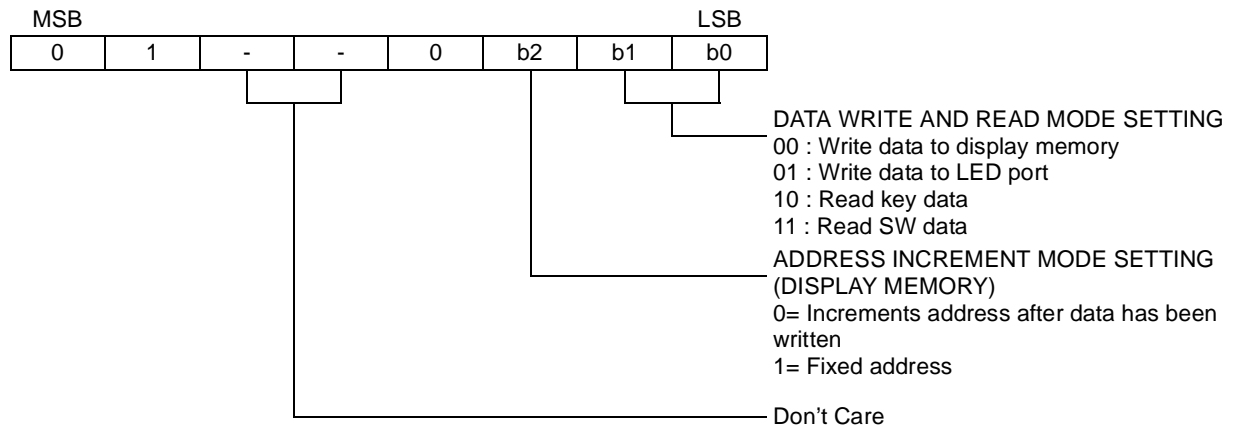 MSB LSB
0 1 - - 0 b2 b1 b0
DATA WRITE AND READ MODE SETTING
00 : Write data to display memory
01 : Write data to LED port
10 : Read key data
11 : Read SW data
ADDRESS INCREMENT MODE SETTING
(DISPLAY MEMORY)
0= Increments address after data has been
written
1= Fixed address
Don't Care